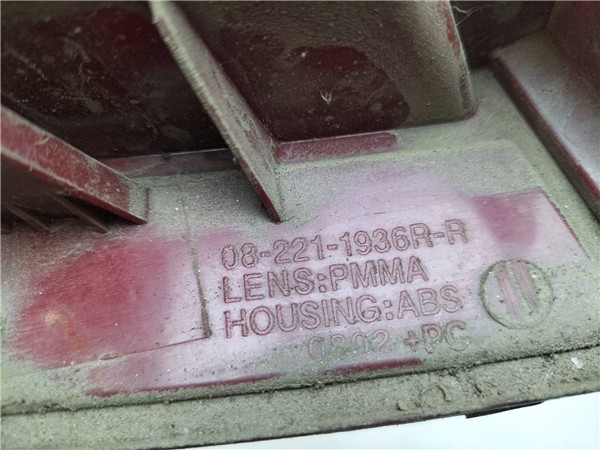 08-221-1936R-R
LENS:PMMA
HOUSING:ABS
0802 +PC